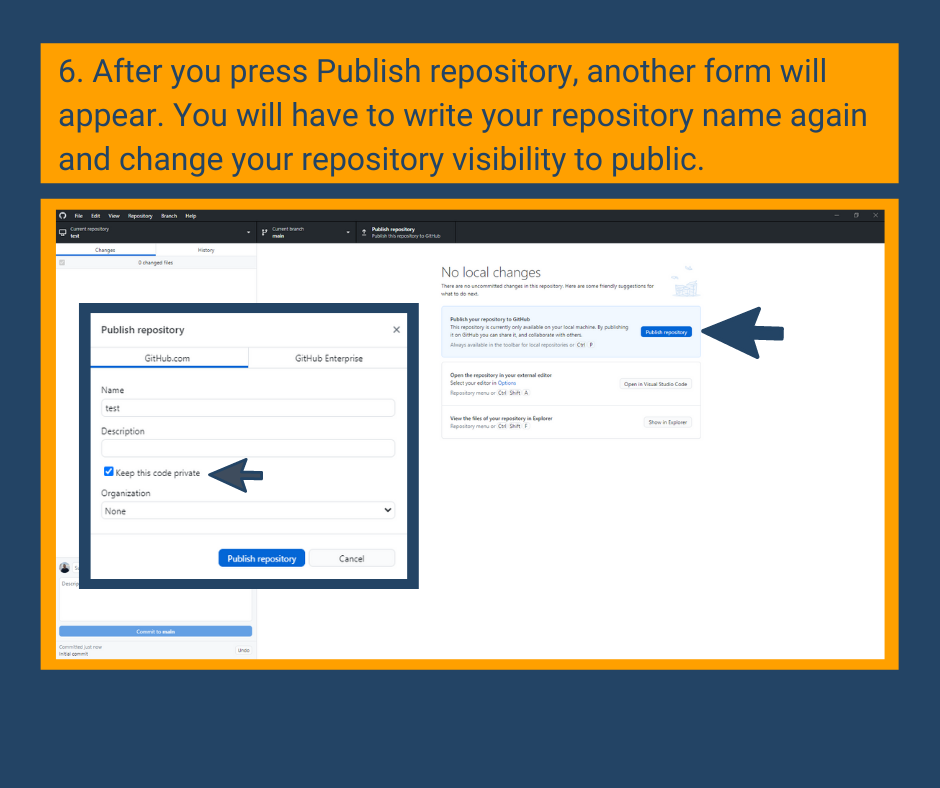 6. After you press Publish repository, another form will
appear. You will have to write your repository name again
and change your repository visibility to public.
File Edit View Repository Branch Help
Current repository
test
Current branch
main
Publish repository
Publish this repository to GitHub
Changes History
0 changed files
No local changes
There are no uncommitted changes in this repository. Here are some friendly suggestions for
what to do next.
Publish your repository to GitHub
This repository is currently only available on your local machine. By publishing
it on GitHub you can share it, and collaborate with others.
Always available in the toolbar for local repositories or Ctrl P
Publish repository
Open the repository in your external editor
Select your editor in Options
Repository menu or Ctrl Shift A
Open in Visual Studio Code
View the files of your repository in Explorer
Repository menu or Ctrl Shift F
Show in Explorer
Publish repository
GitHub.com GitHub Enterprise
Name
test
Description
Keep this code private
Organization
None
Publish repository Cancel
Commit to main
Committed just now
Initial commit
Undo